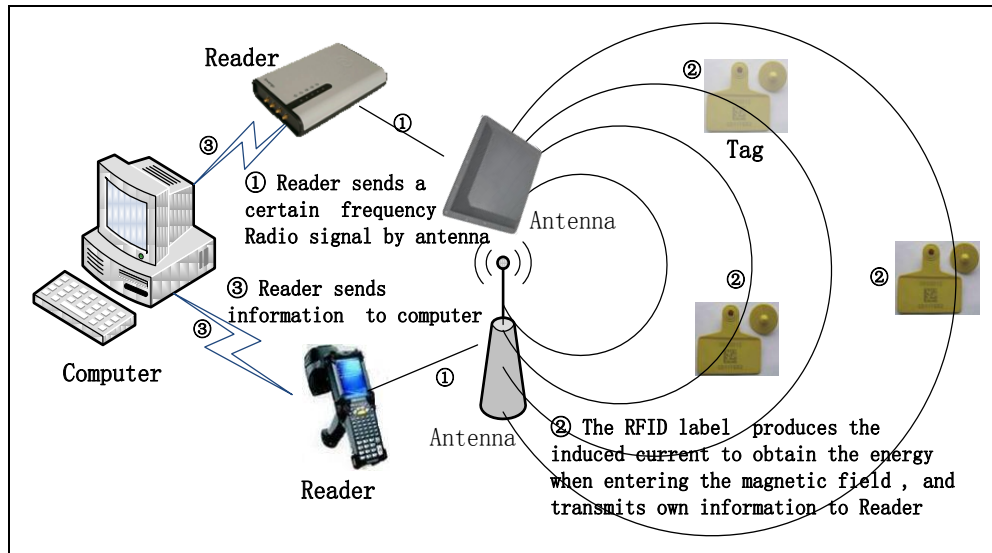 Reader
③
①
② Tag
① Reader sends a
certain frequency
Radio signal by antenna
Antenna
②
②
③ Reader sends
information to computer
③
Computer
①
Antenna
Reader
② The RFID label produces the
induced current to obtain the energy
when entering the magnetic field , and
transmits own information to Reader